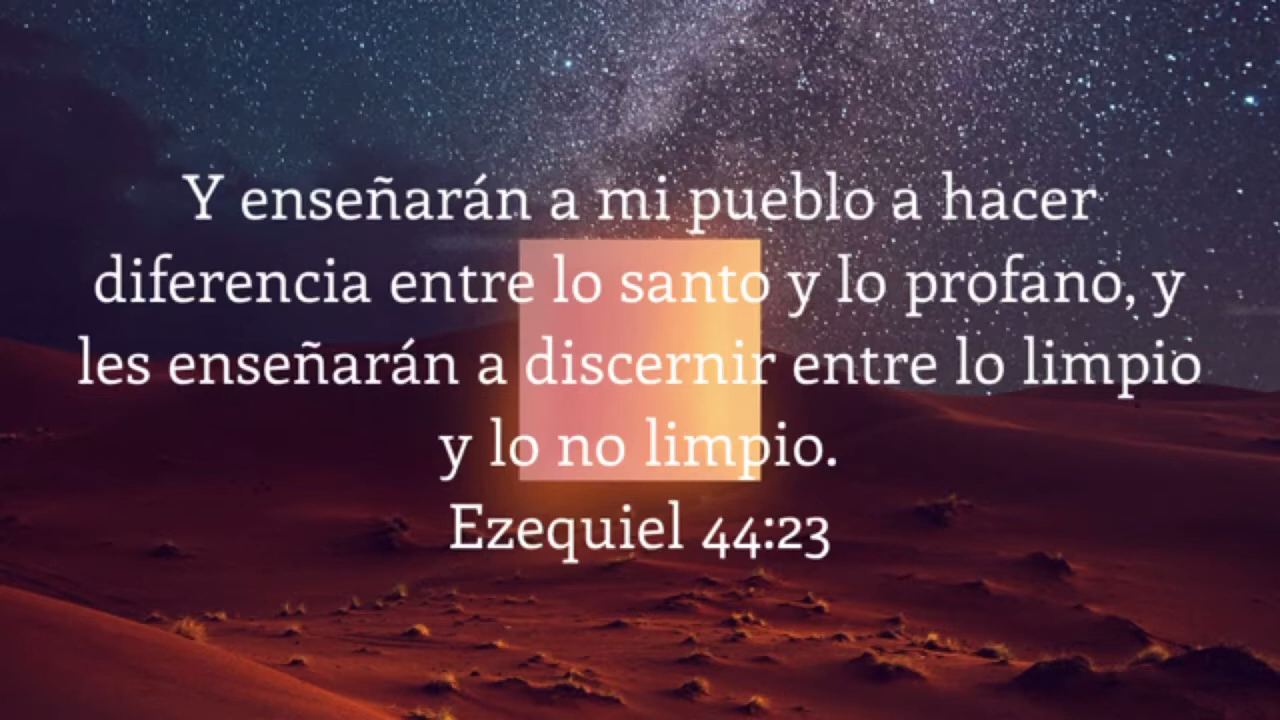 Y enseñarán a mi pueblo a hacer
diferencia entre lo santo y lo profano, y
les enseñarán a discernir entre lo limpio
y lo no limpio.
Ezequiel 44:23